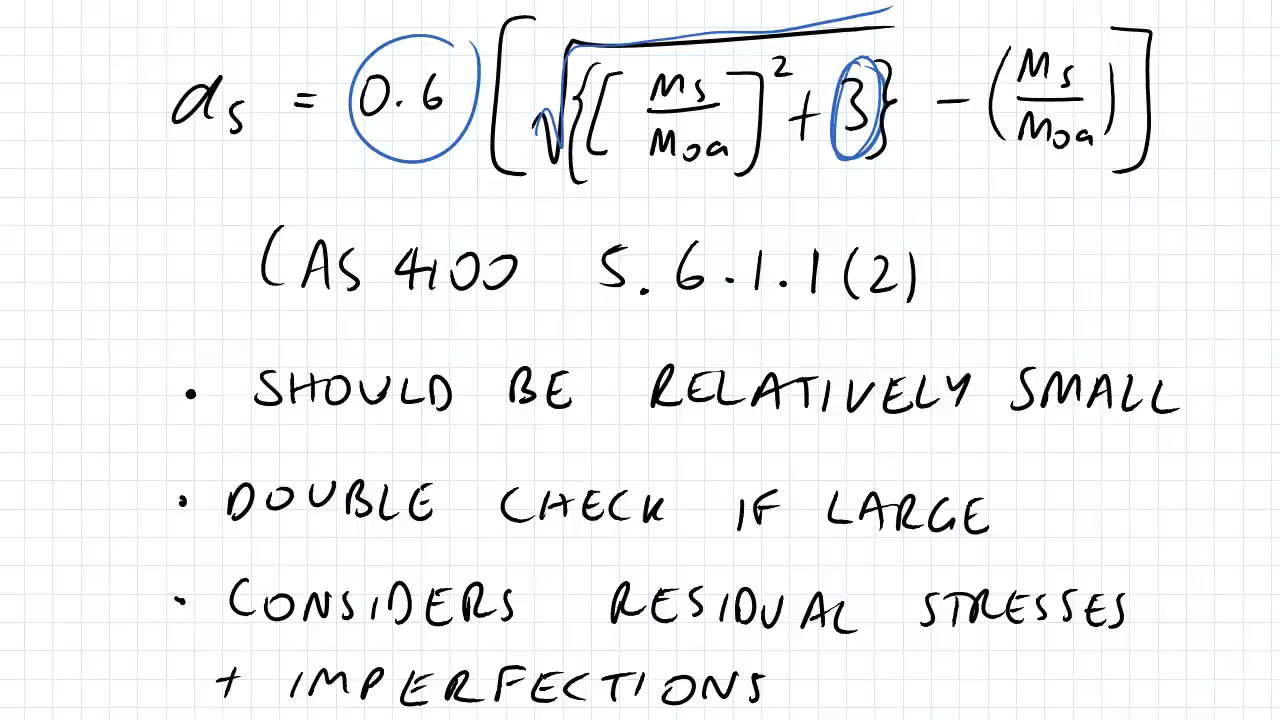 αs = 0.6 [√{[Ms/Moa]² + 3} - (Ms/Moa)]
(AS 4100 5.6.1.1(2)
• SHOULD BE RELATIVELY SMALL
• DOUBLE CHECK IF LARGE
• CONSIDERS RESIDUAL STRESSES
+ IMPERFECTIONS